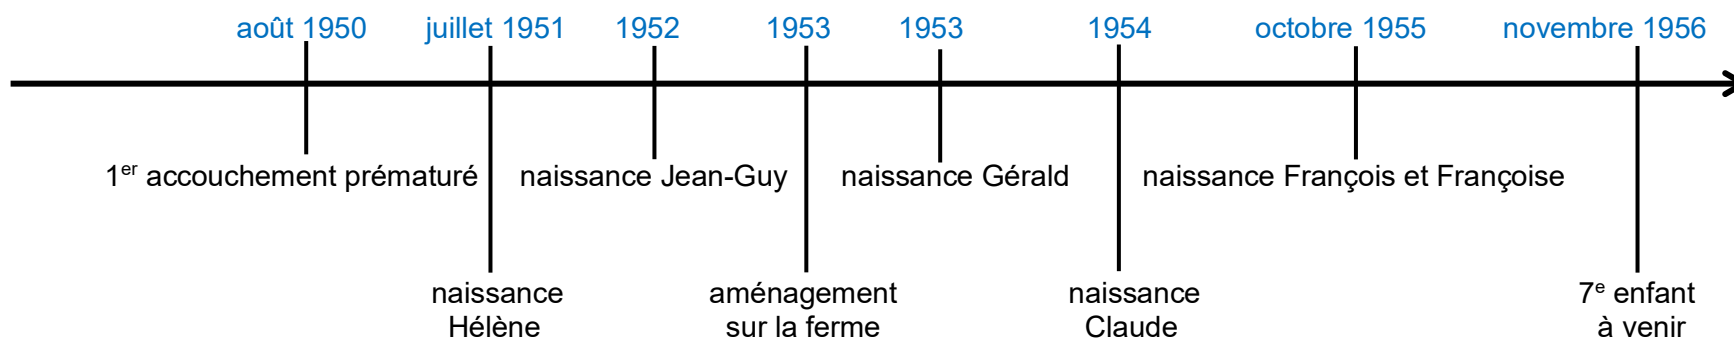 août 1950 juillet 1951 1952 1953 1953 1954 octobre 1955 novembre 1956
1er accouchement prématuré naissance Jean-Guy naissance Gérald naissance François et Françoise
naissance aménagement naissance 7e enfant
Hélène sur la ferme Claude à venir